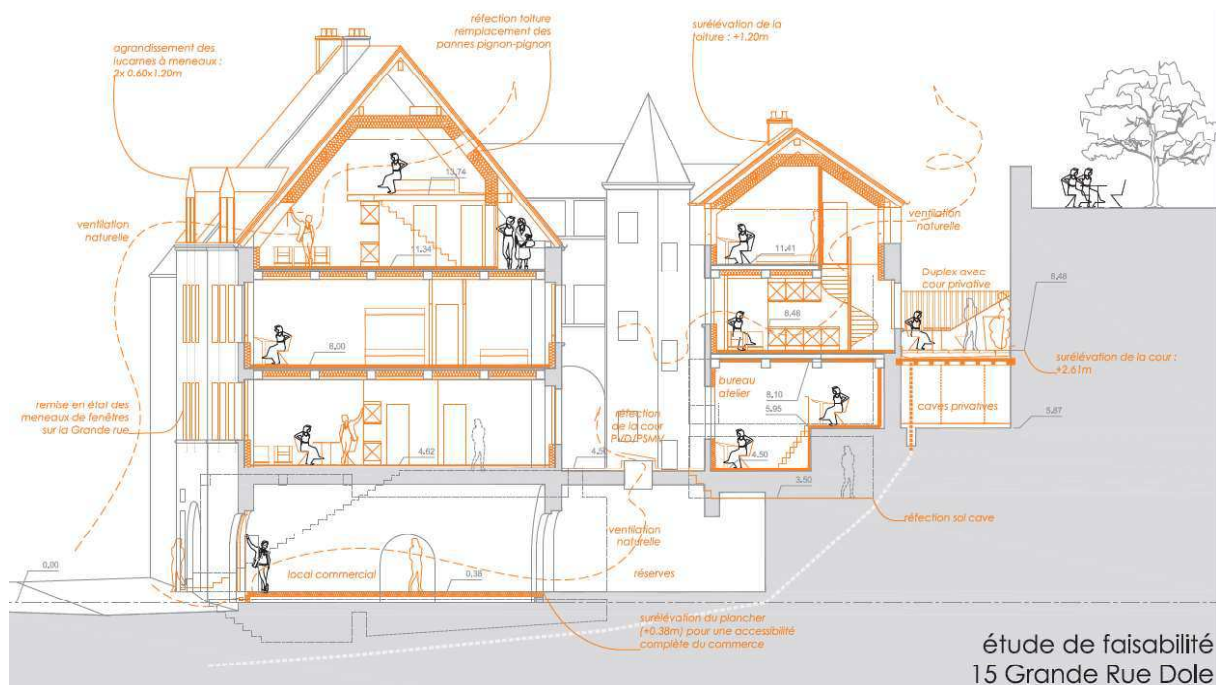 agrandissement des
lucarnes à meneaux :
2x 0.60x1.20m
réfection toiture
remplacement des
pannes pignon-pignon
surélévation de la
toiture : +1.20m
13.74
ventilation
naturelle
11.34
11.41
ventilation
naturelle
Duplex avec
cour privative
8,48
8.48
8,00
surélévation de la cour :
+2.61m
bureau
atelier
8.10
5.95
caves privatives
5,87
remise en état des
meneaux de fenêtres
sur la Grande rue
réfection
de la cour
PVD/PSMV
4.62
4.50
3.50
réfection sol cave
ventilation
naturelle
0,00
local commercial
0.38
réserves
surélévation du plancher
(+0.38m) pour une accessibilité
complète du commerce
étude de faisabilité
15 Grande Rue Dole